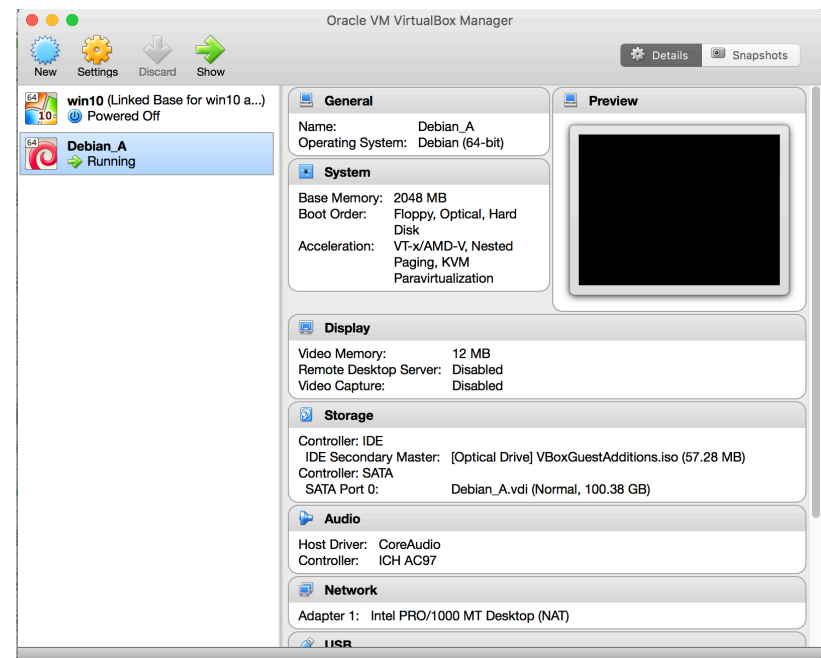 Oracle VM VirtualBox Manager
New Settings Discard Show
Details Snapshots
64 10 win10 (Linked Base for win10 a...)
Powered Off
64 Debian_A
Running
General
Name: Debian_A
Operating System: Debian (64-bit)
Preview
System
Base Memory: 2048 MB
Boot Order: Floppy, Optical, Hard
Disk
Acceleration: VT-x/AMD-V, Nested
Paging, KVM
Paravirtualization
Display
Video Memory: 12 MB
Remote Desktop Server: Disabled
Video Capture: Disabled
Storage
Controller: IDE
IDE Secondary Master: [Optical Drive] VBoxGuestAdditions.iso (57.28 MB)
Controller: SATA
SATA Port 0: Debian_A.vdi (Normal, 100.38 GB)
Audio
Host Driver: CoreAudio
Controller: ICH AC97
Network
Adapter 1: Intel PRO/1000 MT Desktop (NAT)
USB